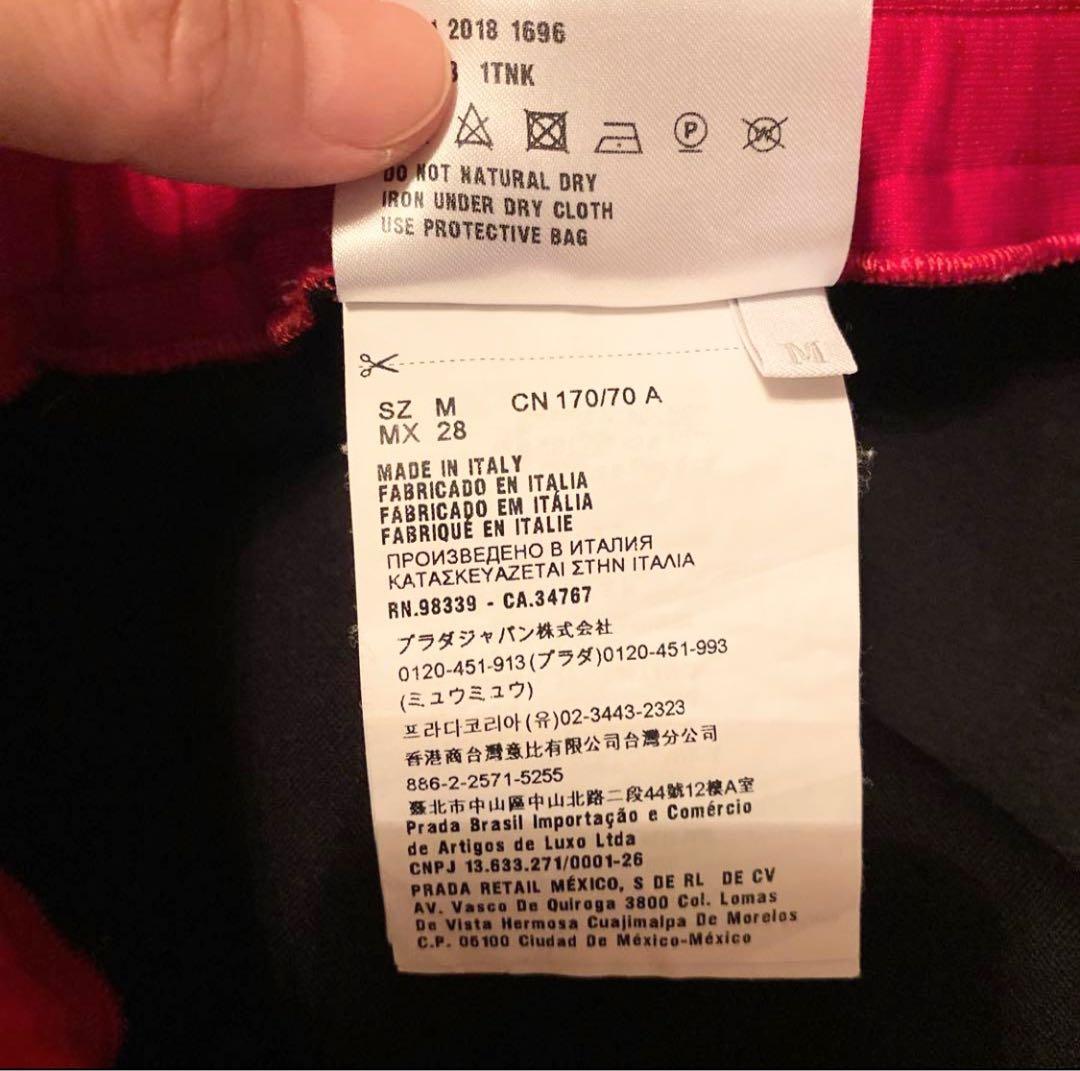 2018 1696
1TNK
DO NOT NATURAL DRY
IRON UNDER DRY CLOTH
USE PROTECTIVE BAG
M
SZ M CN 170/70 A
MX 28
MADE IN ITALY
FABRICADO EN ITALIA
FABRICADO EM ITÁLIA
FABRIQUÉ EN ITALIE
ПРОИЗВЕДЕНО В ИТАЛИЯ
ΚΑΤΑΣΚΕΥΑΖΕΤΑΙ ΣΤΗΝ ΙΤΑΛΙΑ
RN.98339 - CA.34767
プラダジャパン株式会社
0120-451-913(プラダ)0120-451-993
(ミュウミュウ)
프라다코리아(유)02-3443-2323
香港商台灣意比有限公司台灣分公司
886-2-2571-5255
臺北市中山區中山北路二段44號12樓A室
Prada Brasil Importação e Comércio
de Artigos de Luxo Ltda
CNPJ 13.633.271/0001-26
PRADA RETAIL MÉXICO, S DE RL DE CV
AV. Vasco De Quiroga 3800 Col. Lomas
De Vista Hermosa Cuajimalpa De Morelos
C.P. 05100 Ciudad De México-México